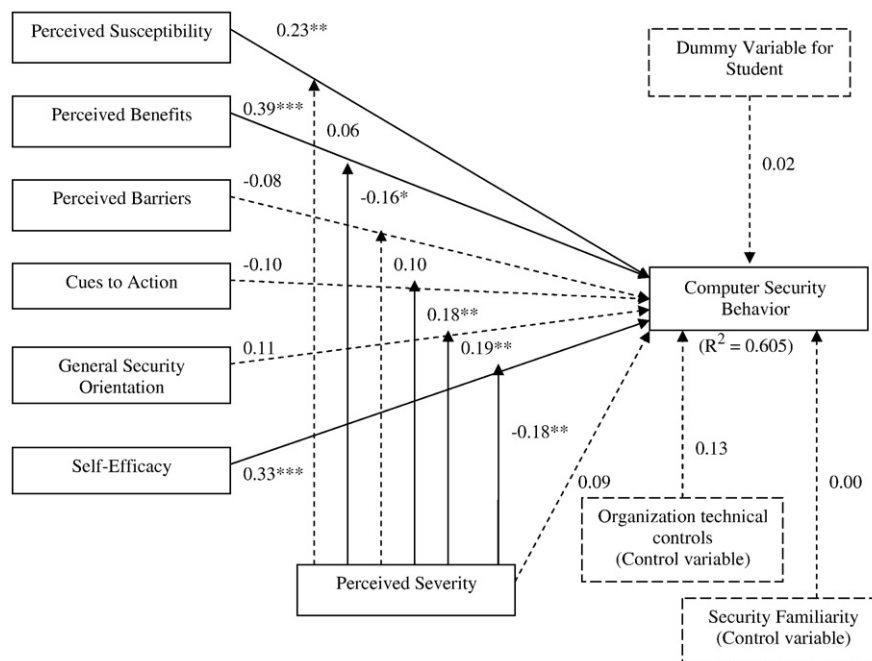 Perceived Susceptibility
0.23**
Dummy Variable for
Student
Perceived Benefits
0.39***
0.06
0.02
Perceived Barriers
-0.08
-0.16*
Cues to Action
-0.10
0.10
Computer Security
Behavior
(R² = 0.605)
General Security
Orientation
0.11
0.18**
0.19**
Self-Efficacy
0.33***
-0.18**
0.09
0.13
0.00
Organization technical
controls
(Control variable)
Perceived Severity
Security Familiarity
(Control variable)